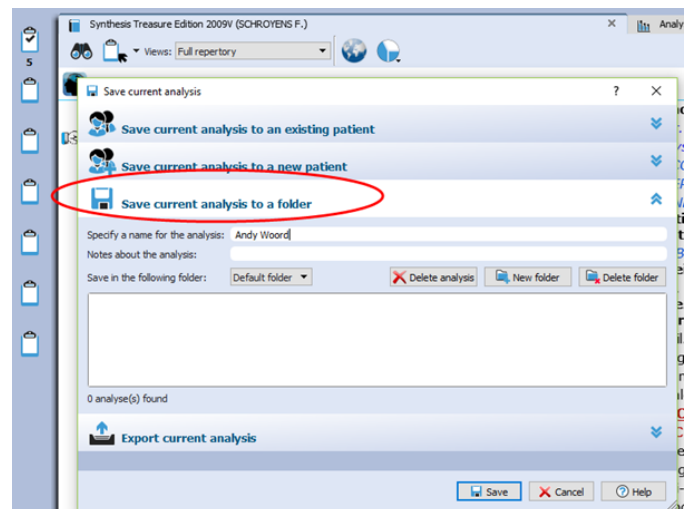 Synthesis Treasure Edition 2009V (SCHROYENS F.)
Analy
Views: Full repertory
5
Save current analysis
Save current analysis to an existing patient
Save current analysis to a new patient
Save current analysis to a folder
Specify a name for the analysis: Andy Woord
Notes about the analysis:
Save in the following folder: Default folder Delete analysis New folder Delete folder
0 analyse(s) found
Export current analysis
Save Cancel Help